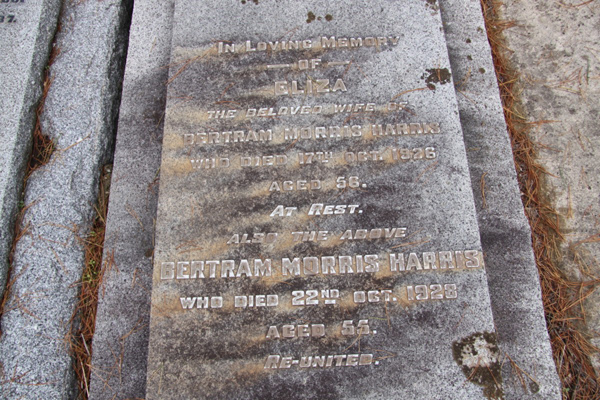 In Loving Memory
OF
ELIZA
THE BELOVED WIFE OF
BERTRAM MORRIS HARRIS
WHO DIED 17TH OCT. 1926
AGED 56.
AT REST.
ALSO THE ABOVE
BERTRAM MORRIS HARRIS
WHO DIED 22ND OCT. 1928
AGED 55.
RE-UNITED.